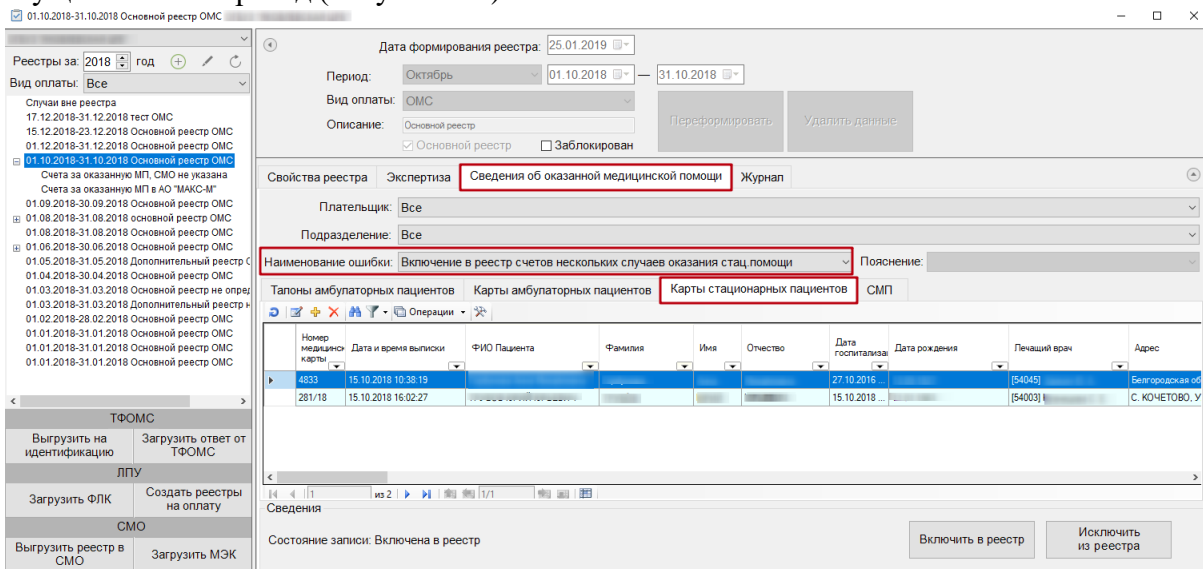 01.10.2018-31.10.2018 Основной реестр ОМС
Реестры за: 2018 год
Вид оплаты: Все
Случаи вне реестра
17.12.2018-31.12.2018 тест ОМС
15.12.2018-23.12.2018 Основной реестр ОМС
01.12.2018-31.12.2018 Основной реестр ОМС
01.10.2018-31.10.2018 Основной реестр ОМС
Счета за оказанную МП, СМО не указана
Счета за оказанную МП в АО "МАКС-М"
01.09.2018-30.09.2018 Основной реестр ОМС
01.08.2018-31.08.2018 основной реестр ОМС
01.08.2018-31.08.2018 Основной реестр ОМС
01.06.2018-30.06.2018 Основной реестр ОМС
01.05.2018-31.05.2018 Дополнительный реестр
01.04.2018-30.04.2018 Основной реестр ОМС
01.03.2018-31.03.2018 Основной реестр не опред
01.03.2018-31.03.2018 Дополнительный реестр н
01.02.2018-28.02.2018 Основной реестр ОМС
01.01.2018-31.01.2018 Основной реестр ОМС
01.01.2018-31.01.2018 Основной реестр ОМС
01.01.2018-31.01.2018 Основной реестр ОМС
ТФОМС
Выгрузить на идентификацию
Загрузить ответ от ТФОМС
ЛПУ
Загрузить ФЛК
Создать реестры на оплату
СМО
Выгрузить реестр в СМО
Загрузить МЭК
Дата формирования реестра: 25.01.2019
Период: Октябрь 01.10.2018 — 31.10.2018
Вид оплаты: ОМС
Описание: Основной реестр
Основной реестр Заблокирован
Переформировать Удалить данные
Свойства реестра Экспертиза Сведения об оказанной медицинской помощи Журнал
Плательщик: Все
Подразделение: Все
Наименование ошибки: Включение в реестр счетов нескольких случаев оказания стац.помощи Пояснение:
Талоны амбулаторных пациентов Карты амбулаторных пациентов Карты стационарных пациентов СМП
Операции
Номер медицинск карты Дата и время выписки ФИО Пациента Фамилия Имя Отчество Дата госпитализа Дата рождения Лечащий врач Адрес
4833 15.10.2018 10:38:19 27.10.2016 ... [54045] Белгородская об
281/18 15.10.2018 16:02:27 15.10.2018 ... [54003] С. КОЧЕТОВО, У
1 из 2 1/1
Сведения
Состояние записи: Включена в реестр
Включить в реестр
Исключить из реестра